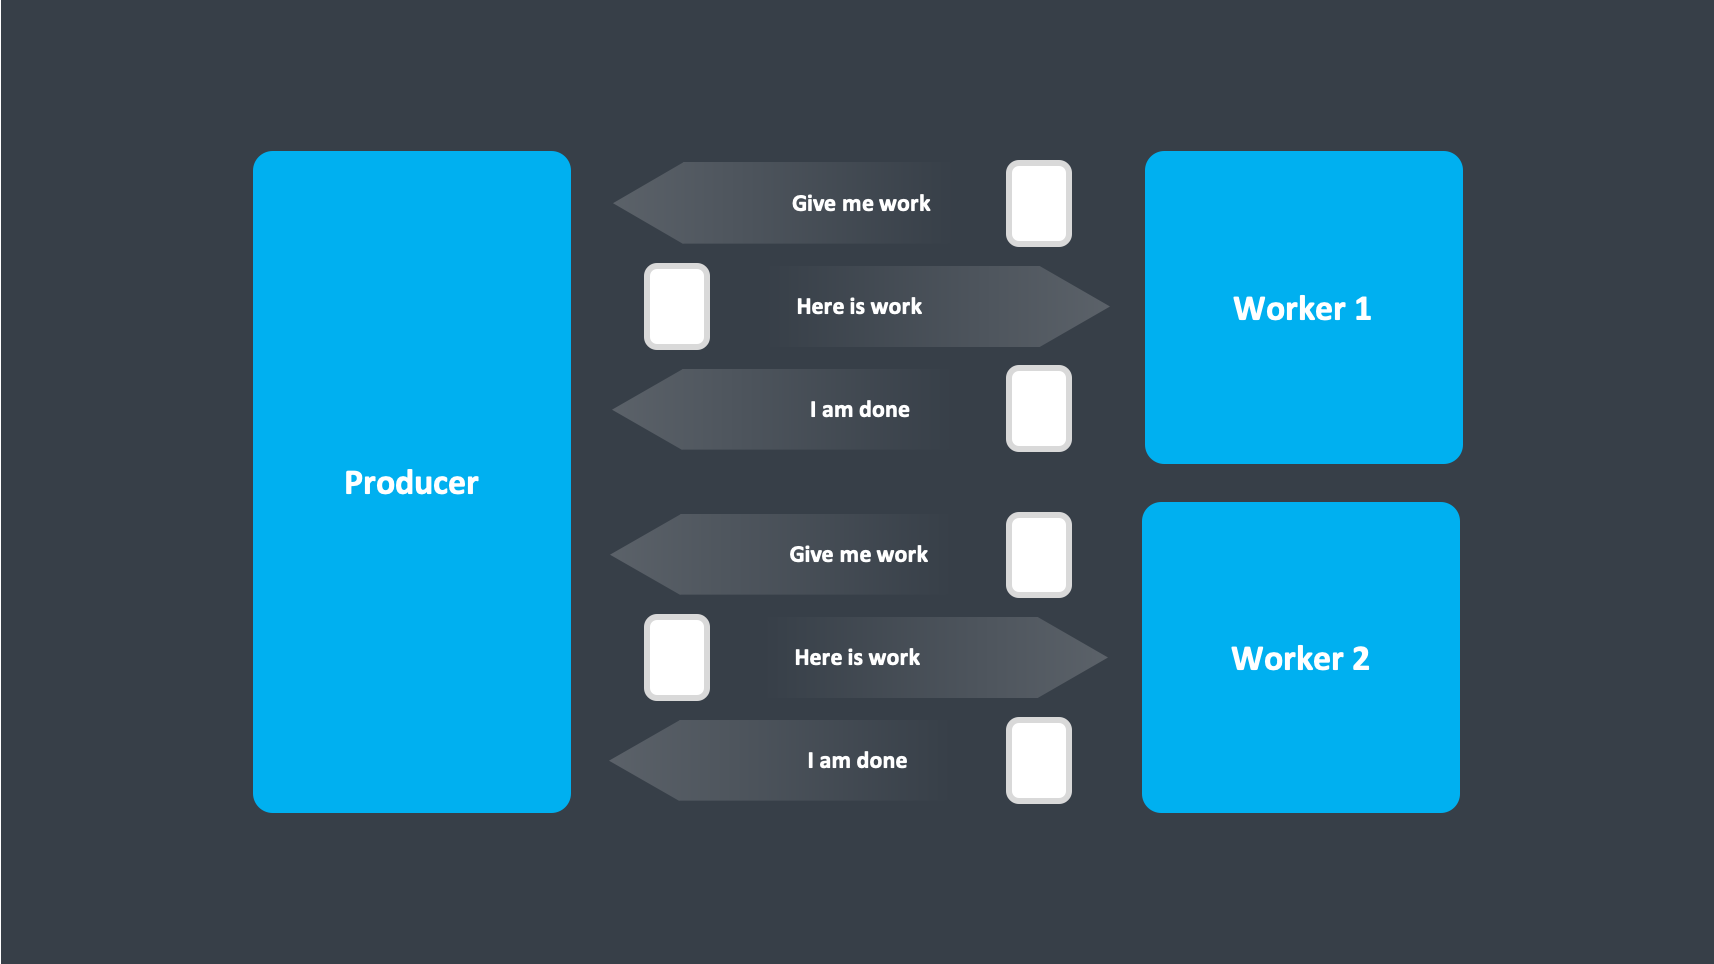 Producer
Give me work
Here is work
I am done
Worker 1
Give me work
Here is work
I am done
Worker 2